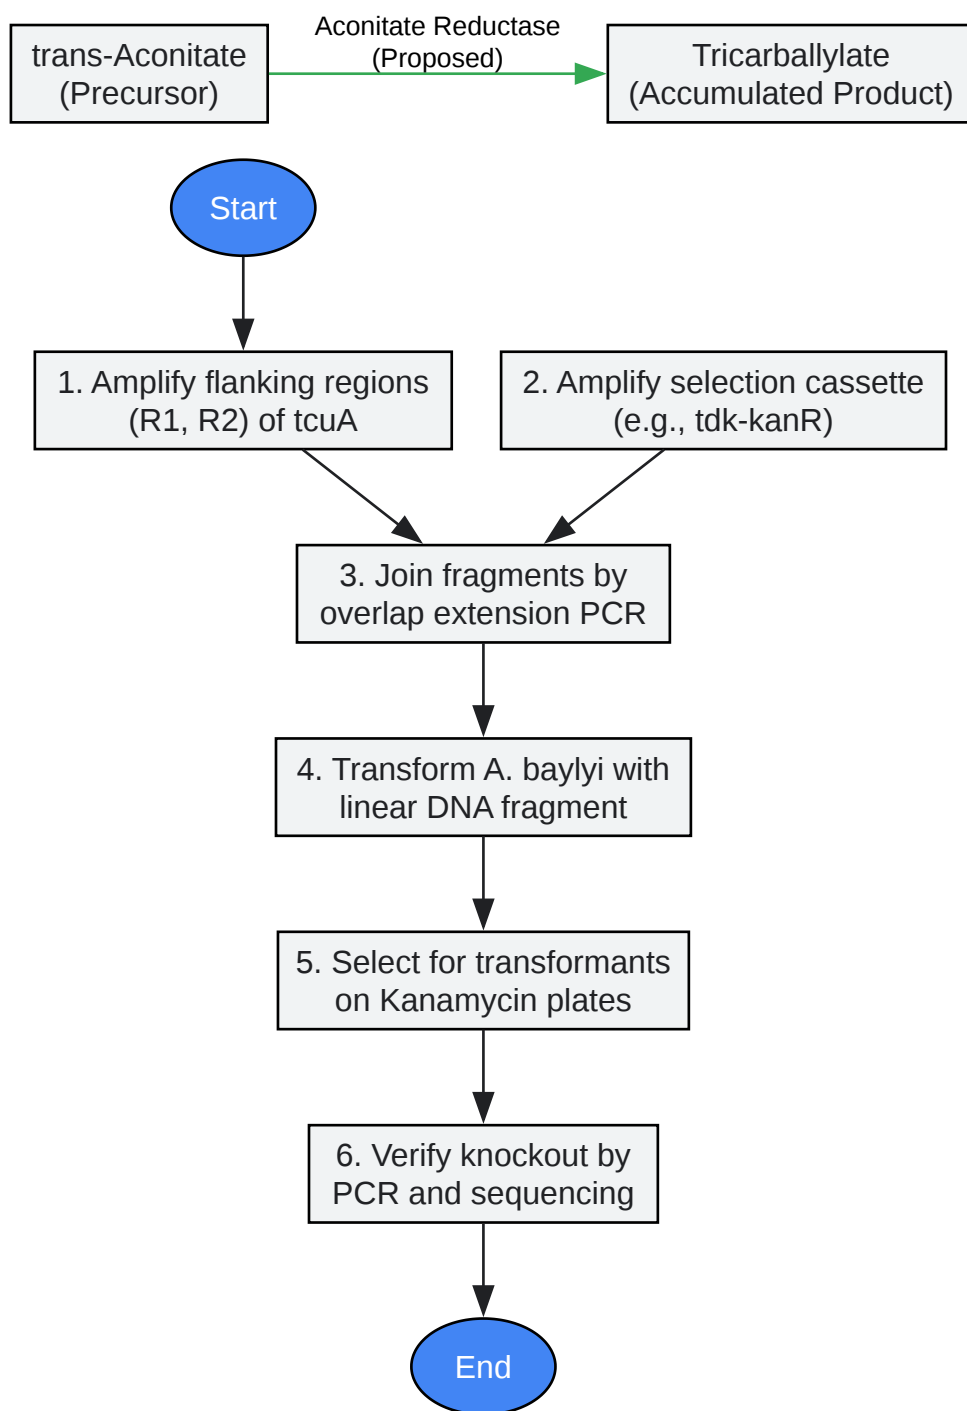 trans-Aconitate
(Precursor)
Aconitate Reductase
(Proposed)
Tricarballylate
(Accumulated Product)
Start
1. Amplify flanking regions
(R1, R2) of tcuA
2. Amplify selection cassette
(e.g., tdk-kanR)
3. Join fragments by
overlap extension PCR
4. Transform A. baylyi with
linear DNA fragment
5. Select for transformants
on Kanamycin plates
6. Verify knockout by
PCR and sequencing
End